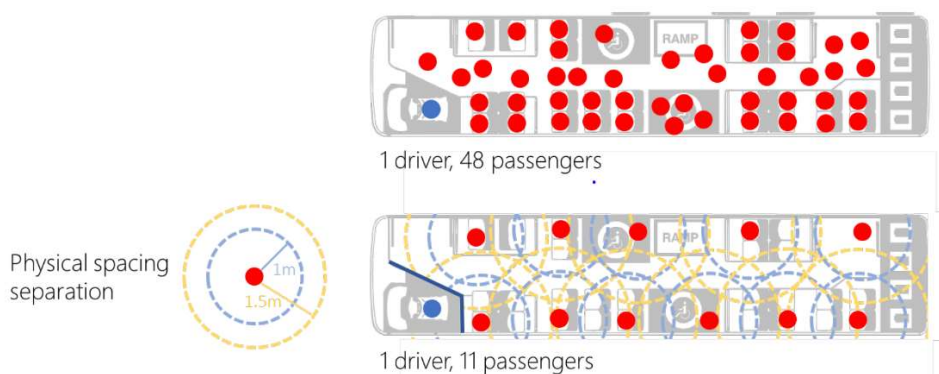 RAMP
1 driver, 48 passengers
Physical spacing
separation
1m
1.5m
RAMP
1 driver, 11 passengers